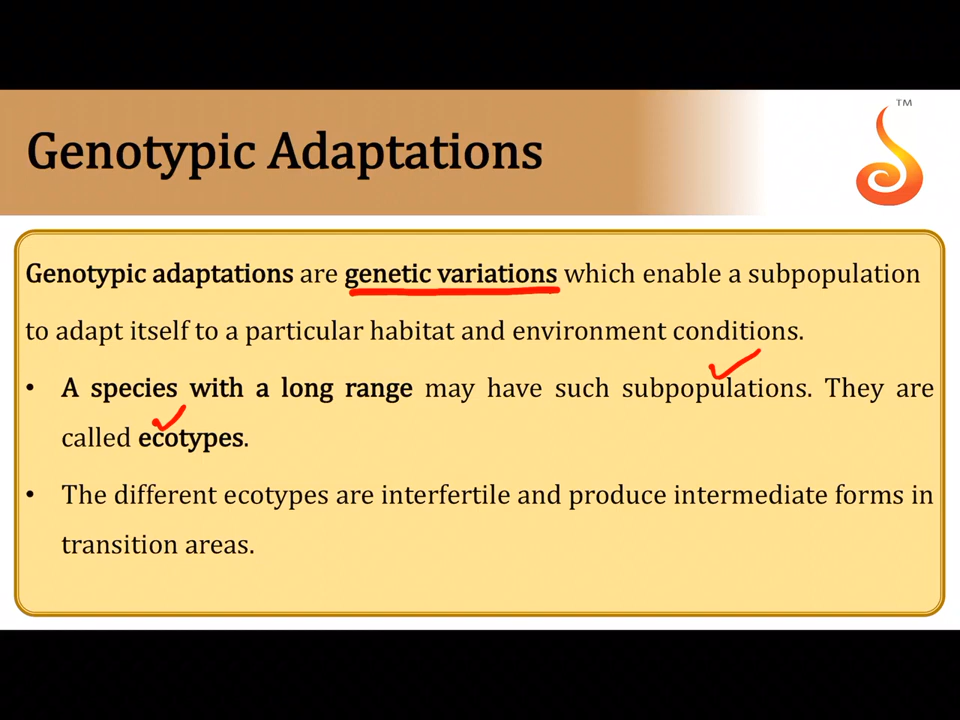 TM
Genotypic Adaptations
Genotypic adaptations are genetic variations which enable a subpopulation
to adapt itself to a particular habitat and environment conditions.
• A species with a long range may have such subpopulations. They are
called ecotypes.
• The different ecotypes are interfertile and produce intermediate forms in
transition areas.